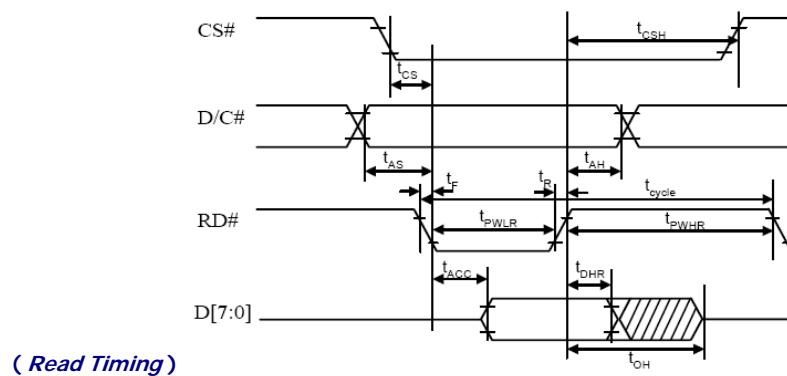 CS#
tCSH
tCS
D/C#
tAS
tAH
tF
tR
tcycle
RD#
tPWLR
tPWHR
tACC
tDHR
D[7:0]
tOH
( Read Timing )